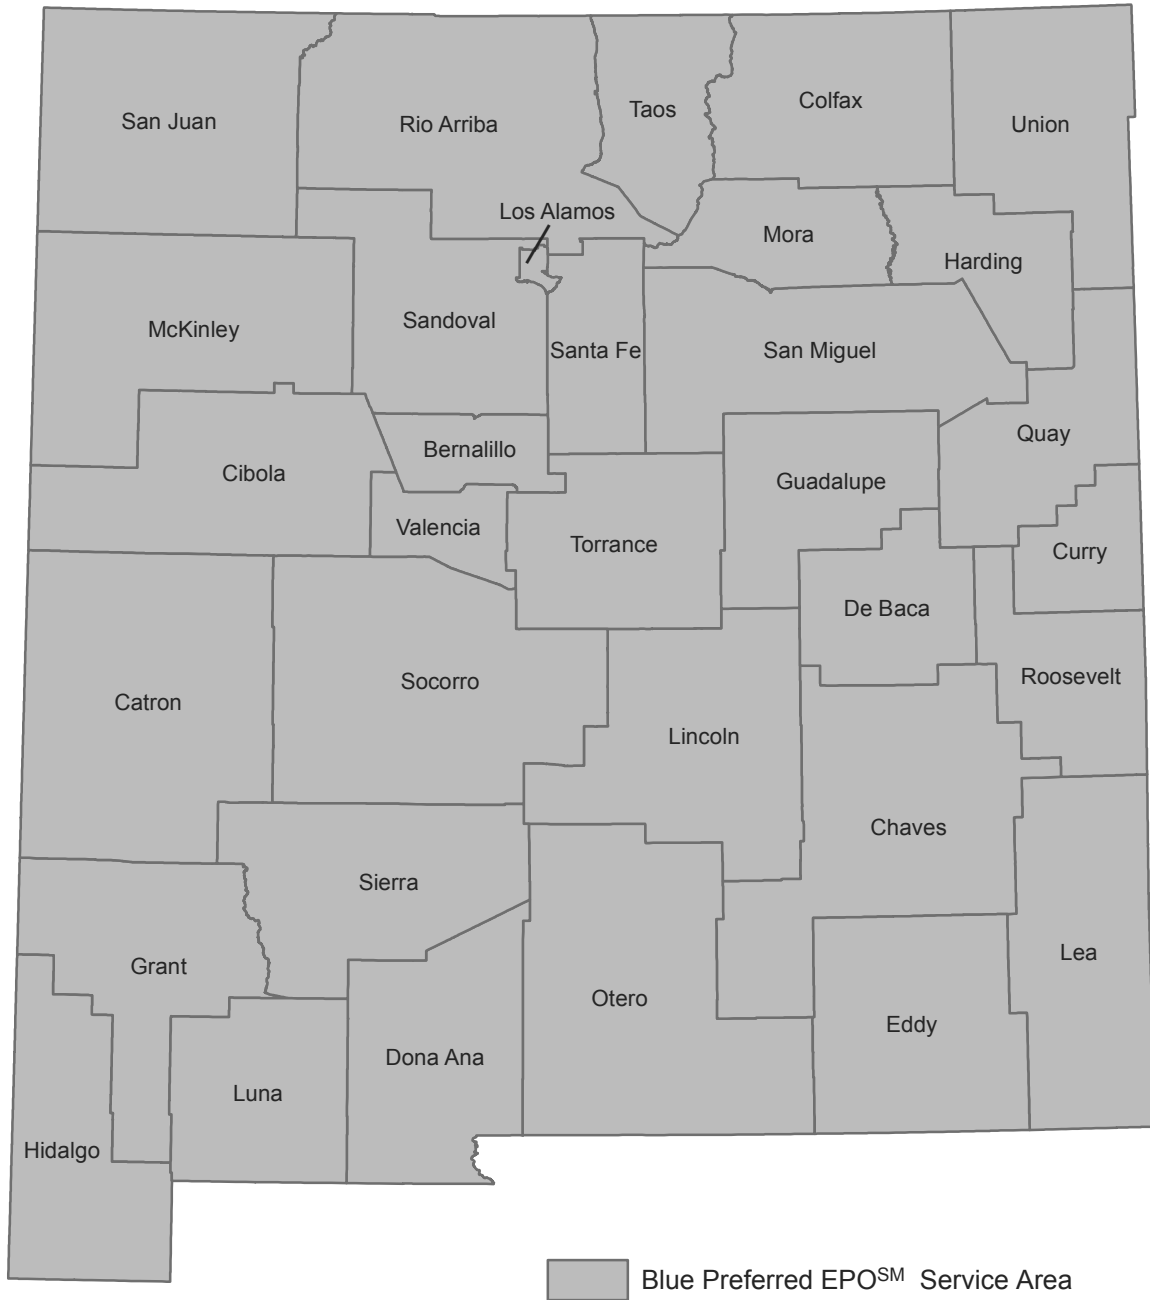 San Juan
Rio Arriba
Taos
Colfax
Union
Los Alamos
Mora
Harding
McKinley
Sandoval
Santa Fe
San Miguel
Quay
Cibola
Bernalillo
Guadalupe
Valencia
Torrance
Curry
De Baca
Catron
Socorro
Roosevelt
Lincoln
Chaves
Sierra
Grant
Lea
Otero
Eddy
Dona Ana
Luna
Hidalgo
Blue Preferred EPO℠ Service Area